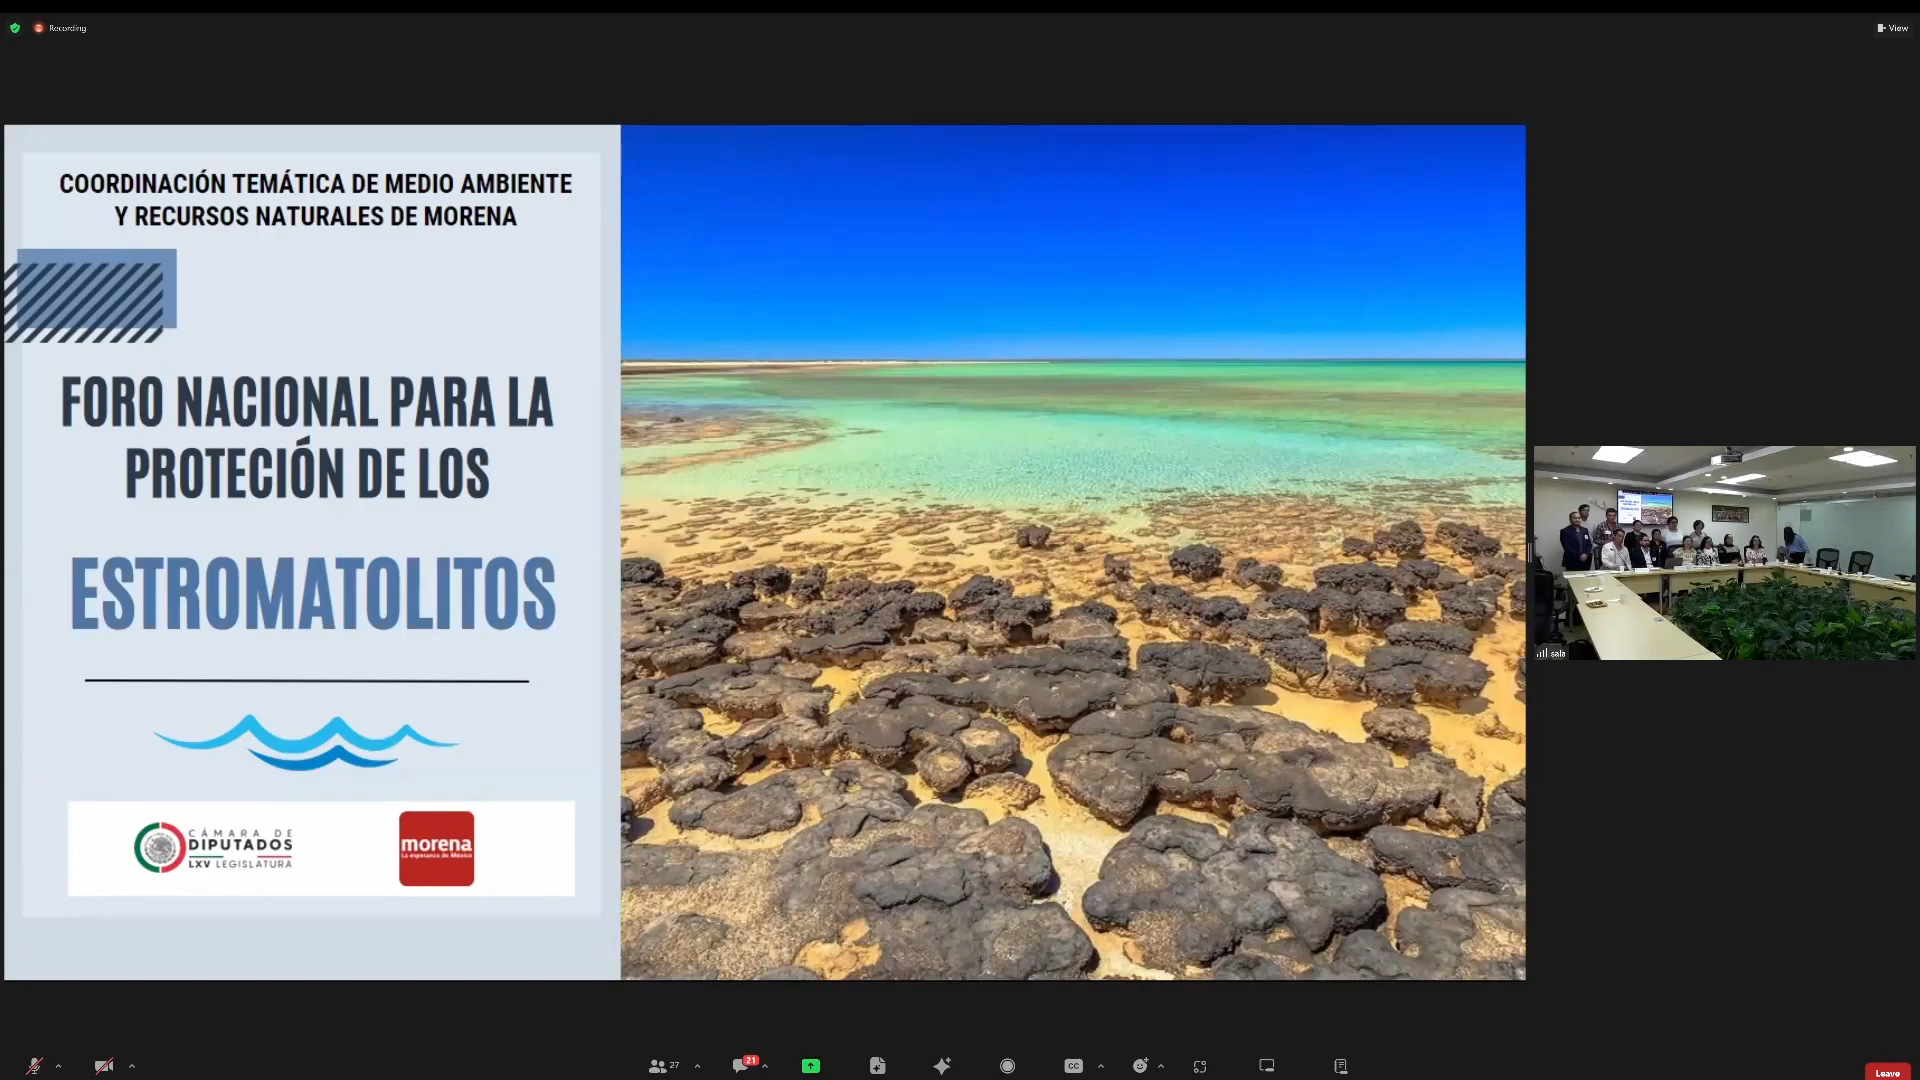 Recording
View
COORDINACIÓN TEMÁTICA DE MEDIO AMBIENTE
Y RECURSOS NATURALES DE MORENA
FORO NACIONAL PARA LA
PROTECIÓN DE LOS
ESTROMATOLITOS
CÁMARA DE
DIPUTADOS
LXV LEGISLATURA
morena
La esperanza de México
sala
27
21
CC
Leave